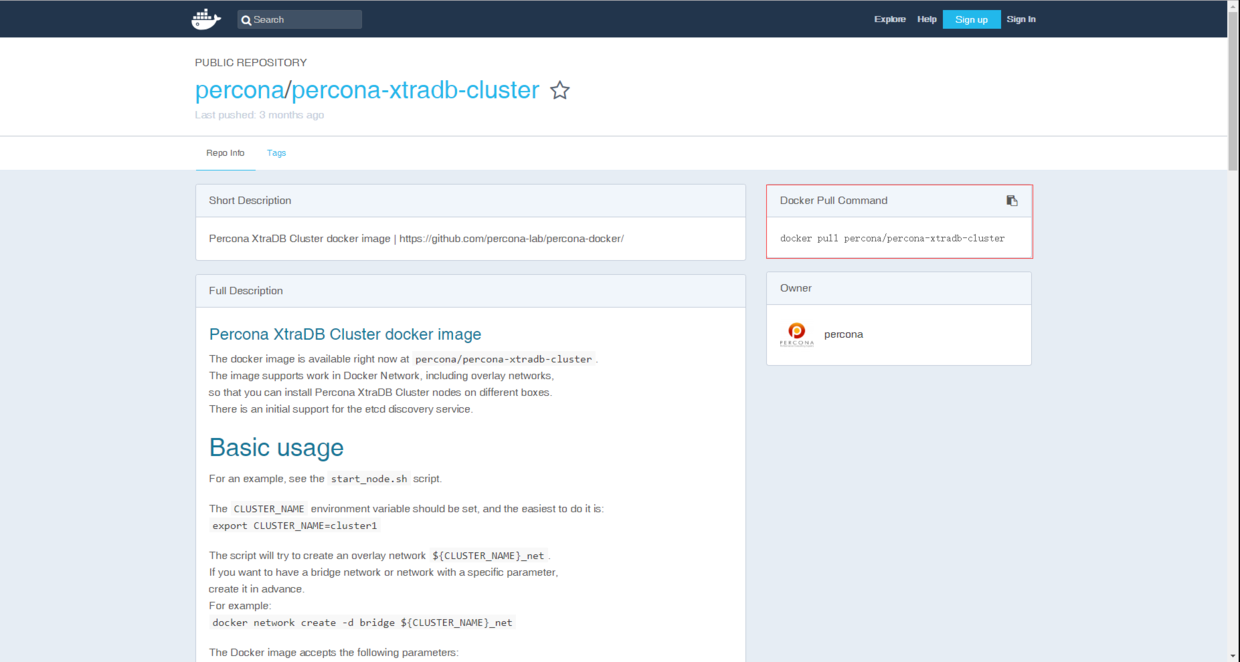 Search
Explore Help Sign up Sign In
PUBLIC REPOSITORY
percona/percona-xtradb-cluster
Last pushed: 3 months ago
Repo Info Tags
Short Description
Percona XtraDB Cluster docker image | https://github.com/percona-lab/percona-docker/
Docker Pull Command
docker pull percona/percona-xtradb-cluster
Owner
PERCONA
percona
Full Description
Percona XtraDB Cluster docker image
The docker image is available right now at percona/percona-xtradb-cluster .
The image supports work in Docker Network, including overlay networks,
so that you can install Percona XtraDB Cluster nodes on different boxes.
There is an initial support for the etcd discovery service.
Basic usage
For an example, see the start_node.sh script.
The CLUSTER_NAME environment variable should be set, and the easiest to do it is:
export CLUSTER_NAME=cluster1
The script will try to create an overlay network ${CLUSTER_NAME}_net .
If you want to have a bridge network or network with a specific parameter,
create it in advance.
For example:
docker network create -d bridge ${CLUSTER_NAME}_net
The Docker image accepts the following parameters: